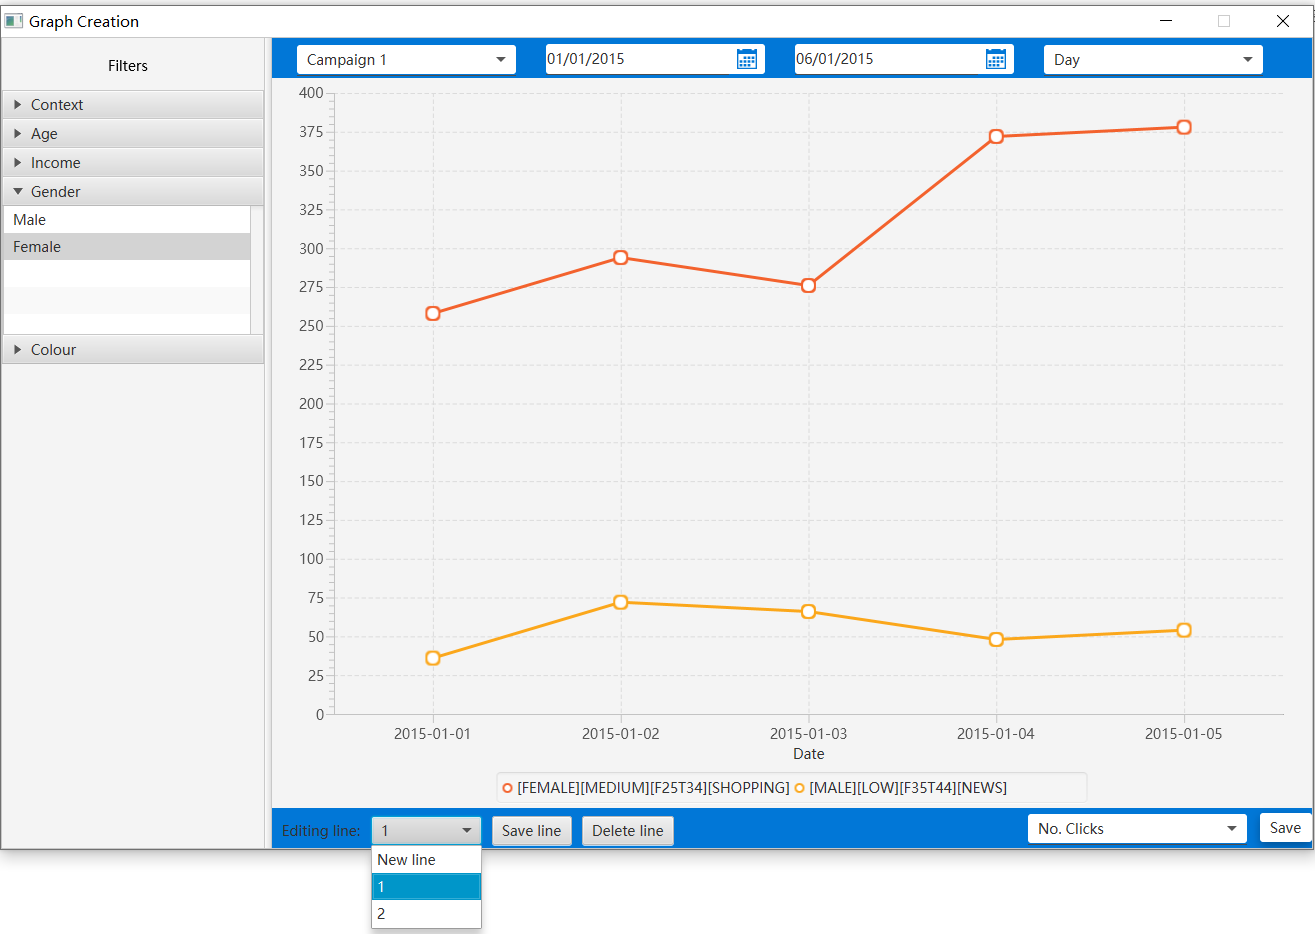 Graph Creation
Filters
Campaign 1
01/01/2015
06/01/2015
Day
Context
Age
Income
Gender
Male
Female
Colour
400
375
350
325
300
275
250
225
200
175
150
125
100
75
50
25
0
2015-01-01 2015-01-02 2015-01-03 2015-01-04 2015-01-05
Date
[FEMALE][MEDIUM][F25T34][SHOPPING] [MALE][LOW][F35T44][NEWS]
Editing line: 1 Save line Delete line No. Clicks Save
New line
1
2